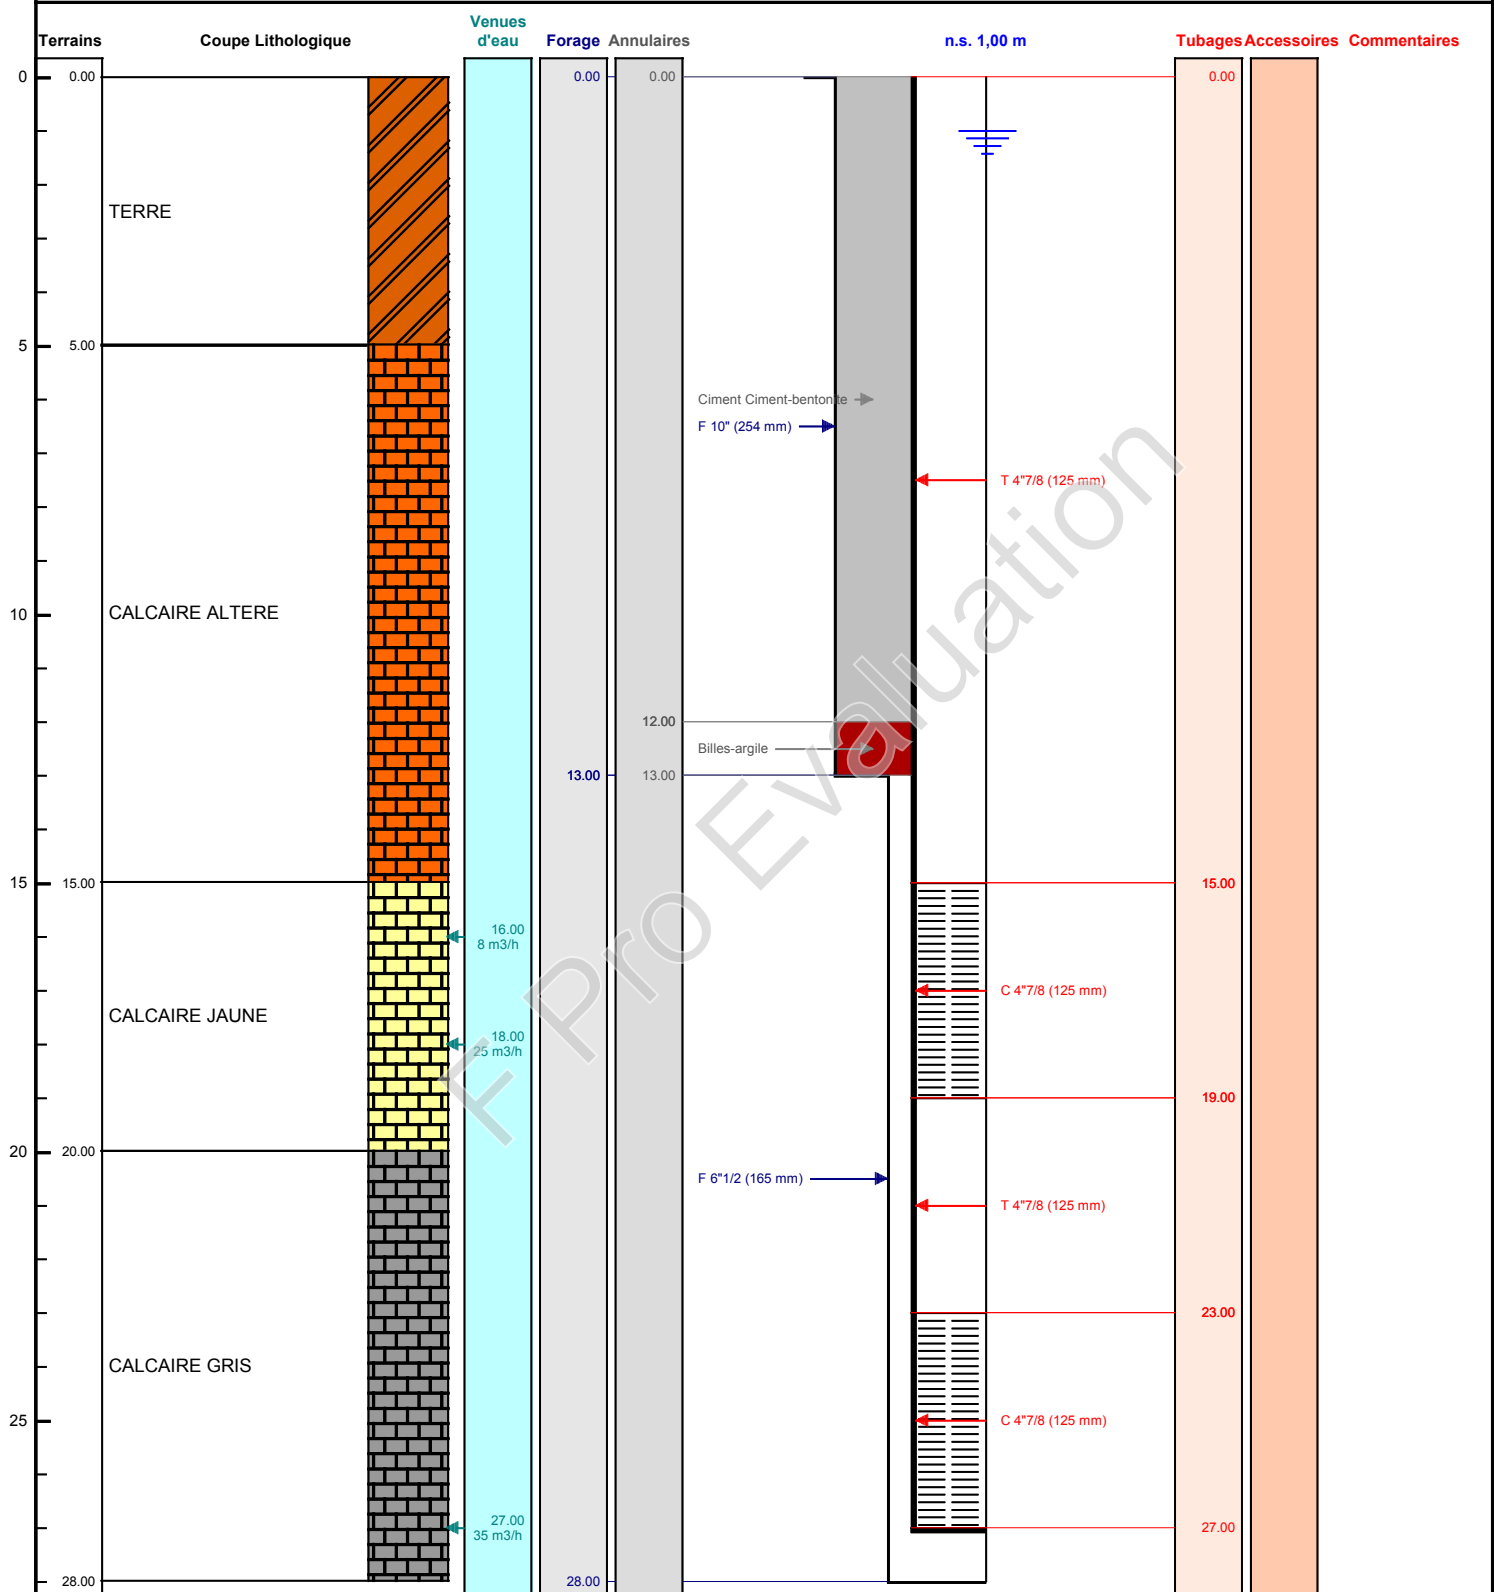 Terrains Coupe Lithologique Venues d'eau Forage Annulaires n.s. 1,00 m Tubages Accessoires Commentaires
0 0.00 0.00 0.00 0.00
TERRE
5 5.00
Ciment Ciment-bentonite
F 10" (254 mm)
T 4"7/8 (125 mm)
10 CALCAIRE ALTERE
12.00
Billes-argile
13.00 13.00
15 15.00 15.00
16.00
8 m3/h
C 4"7/8 (125 mm)
CALCAIRE JAUNE
18.00
25 m3/h
19.00
20 20.00
F 6"1/2 (165 mm)
T 4"7/8 (125 mm)
23.00
CALCAIRE GRIS
25 C 4"7/8 (125 mm)
27.00
35 m3/h
27.00
28.00 28.00
F Pro Evaluation